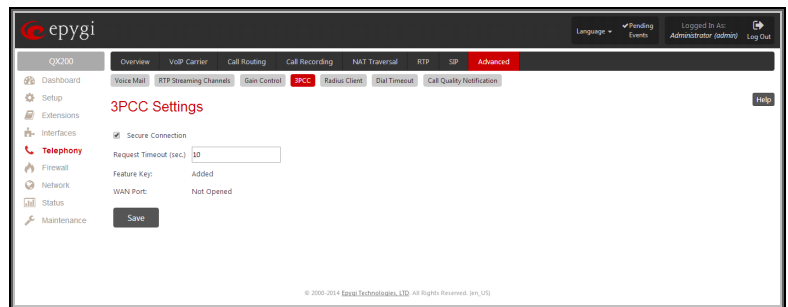 epygi
Language
Pending Events
Logged In As:
Administrator (admin)
Log Out
QX200
Overview VoIP Carrier Call Routing Call Recording NAT Traversal RTP SIP Advanced
Dashboard
Voice Mail RTP Streaming Channels Gain Control 3PCC Radius Client Dial Timeout Call Quality Notification
Setup
Extensions
Interfaces
Telephony
Firewall
Network
Status
Maintenance
Help
3PCC Settings
Secure Connection
Request Timeout (sec.) 10
Feature Key: Added
WAN Port: Not Opened
Save
© 2000-2014 Epygi Technologies, LTD. All Rights Reserved. (en_US)